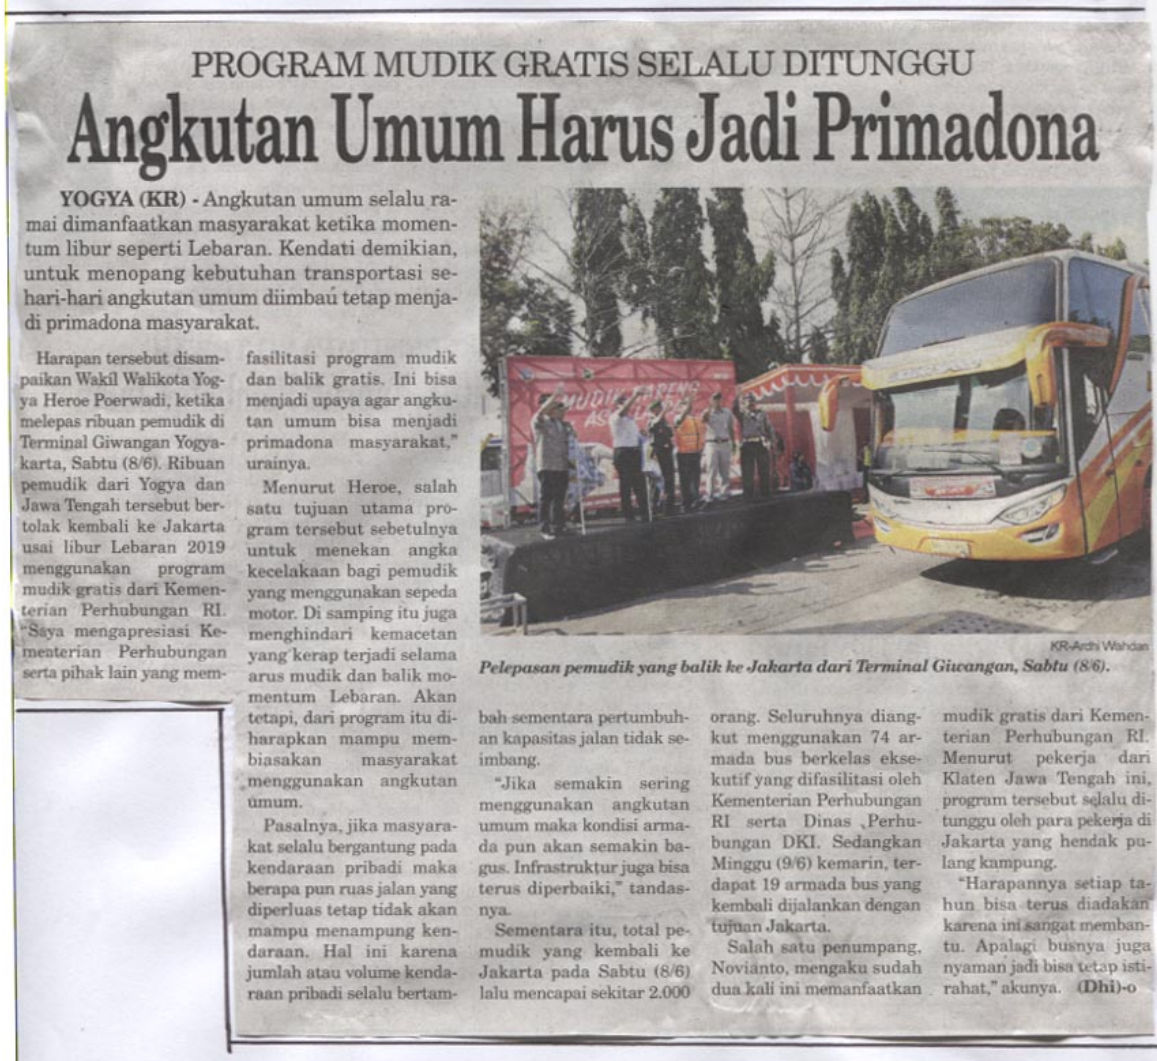 PROGRAM MUDIK GRATIS SELALU DITUNGGU
Angkutan Umum Harus Jadi Primadona
YOGYA (KR) - Angkutan umum selalu ra-
mai dimanfaatkan masyarakat ketika momen-
tum libur seperti Lebaran. Kendati demikian,
untuk menopang kebutuhan transportasi se-
hari-hari angkutan umum diimbau tetap menja-
di primadona masyarakat.
Harapan tersebut disam-
paikan Wakil Walikota Yog-
ya Heroe Poerwadi, ketika
melepas ribuan pemudik di
Terminal Giwangan Yogya-
karta, Sabtu (8/6). Ribuan
pemudik dari Yogya dan
Jawa Tengah tersebut ber-
tolak kembali ke Jakarta
usai libur Lebaran 2019
menggunakan program
mudik gratis dari Kemen-
terian Perhubungan RI.
"Saya mengapresiasi Ke-
menterian Perhubungan
serta pihak lain yang mem-
fasilitasi program mudik
dan balik gratis. Ini bisa
menjadi upaya agar angku-
tan umum bisa menjadi
primadona masyarakat,"
urainya.
Menurut Heroe, salah
satu tujuan utama pro-
gram tersebut sebetulnya
untuk menekan angka
kecelakaan bagi pemudik
yang menggunakan sepeda
motor. Di samping itu juga
menghindari kemacetan
yang kerap terjadi selama
arus mudik dan balik mo-
mentum Lebaran. Akan
tetapi, dari program itu di-
harapkan mampu mem-
biasakan masyarakat
menggunakan angkutan
umum.
Pasalnya, jika masyara-
kat selalu bergantung pada
kendaraan pribadi maka
berapa pun ruas jalan yang
diperluas tetap tidak akan
mampu menampung ken-
daraan. Hal ini karena
jumlah atau volume kenda-
raan pribadi selalu bertam-
MUDIK BARENG
KR-Ardhi Wahdan
Pelepasan pemudik yang balik ke Jakarta dari Terminal Giwangan, Sabtu (8/6).
bah sementara pertumbuh-
an kapasitas jalan tidak se-
imbang.
"Jika semakin sering
menggunakan angkutan
umum maka kondisi arma-
da pun akan semakin ba-
gus. Infrastruktur juga bisa
terus diperbaiki," tandas-
nya.
Sementara itu, total pe-
mudik yang kembali ke
Jakarta pada Sabtu (8/6)
lalu mencapai sekitar 2.000
orang. Seluruhnya diang-
kut menggunakan 74 ar-
mada bus berkelas ekse-
kutif yang difasilitasi oleh
Kementerian Perhubungan
RI serta Dinas Perhu-
bungan DKI. Sedangkan
Minggu (9/6) kemarin, ter-
dapat 19 armada bus yang
kembali dijalankan dengan
tujuan Jakarta.
Salah satu penumpang,
Novianto, mengaku sudah
dua kali ini memanfaatkan
mudik gratis dari Kemen-
terian Perhubungan RI.
Menurut pekerja dari
Klaten Jawa Tengah ini,
program tersebut selalu di-
tunggu oleh para pekerja di
Jakarta yang hendak pu-
lang kampung.
"Harapannya setiap ta-
hun bisa terus diadakan
karena ini sangat memban-
tu. Apalagi busnya juga
nyaman jadi bisa tetap isti-
rahat," akunya. (Dhi)-o